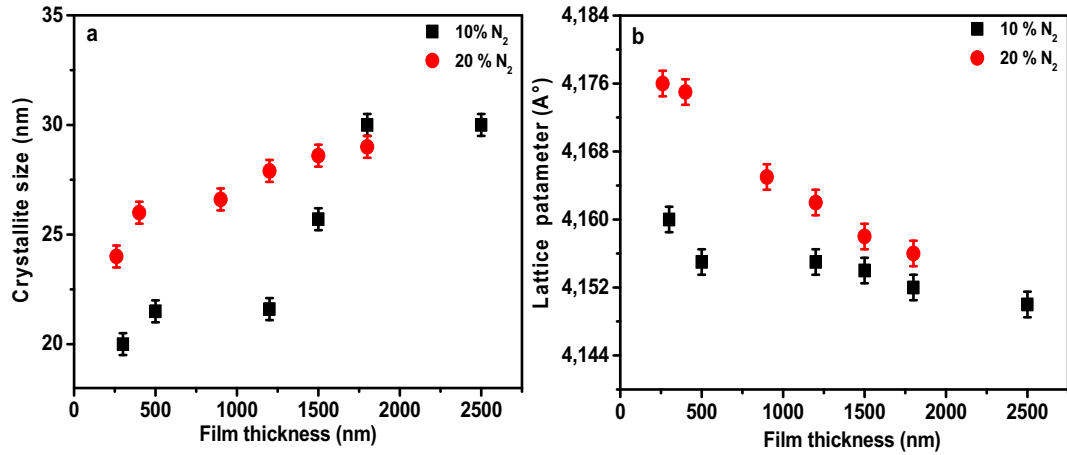 a
10% N₂
20 % N₂
35
30
25
20
Crystallite size (nm)
0
500
1000
1500
2000
2500
Film thickness (nm)
b
10 % N₂
20 % N₂
4,184
4,176
4,168
4,160
4,152
4,144
Lattice patameter (A°)
0
500
1000
1500
2000
2500
Film thickness (nm)